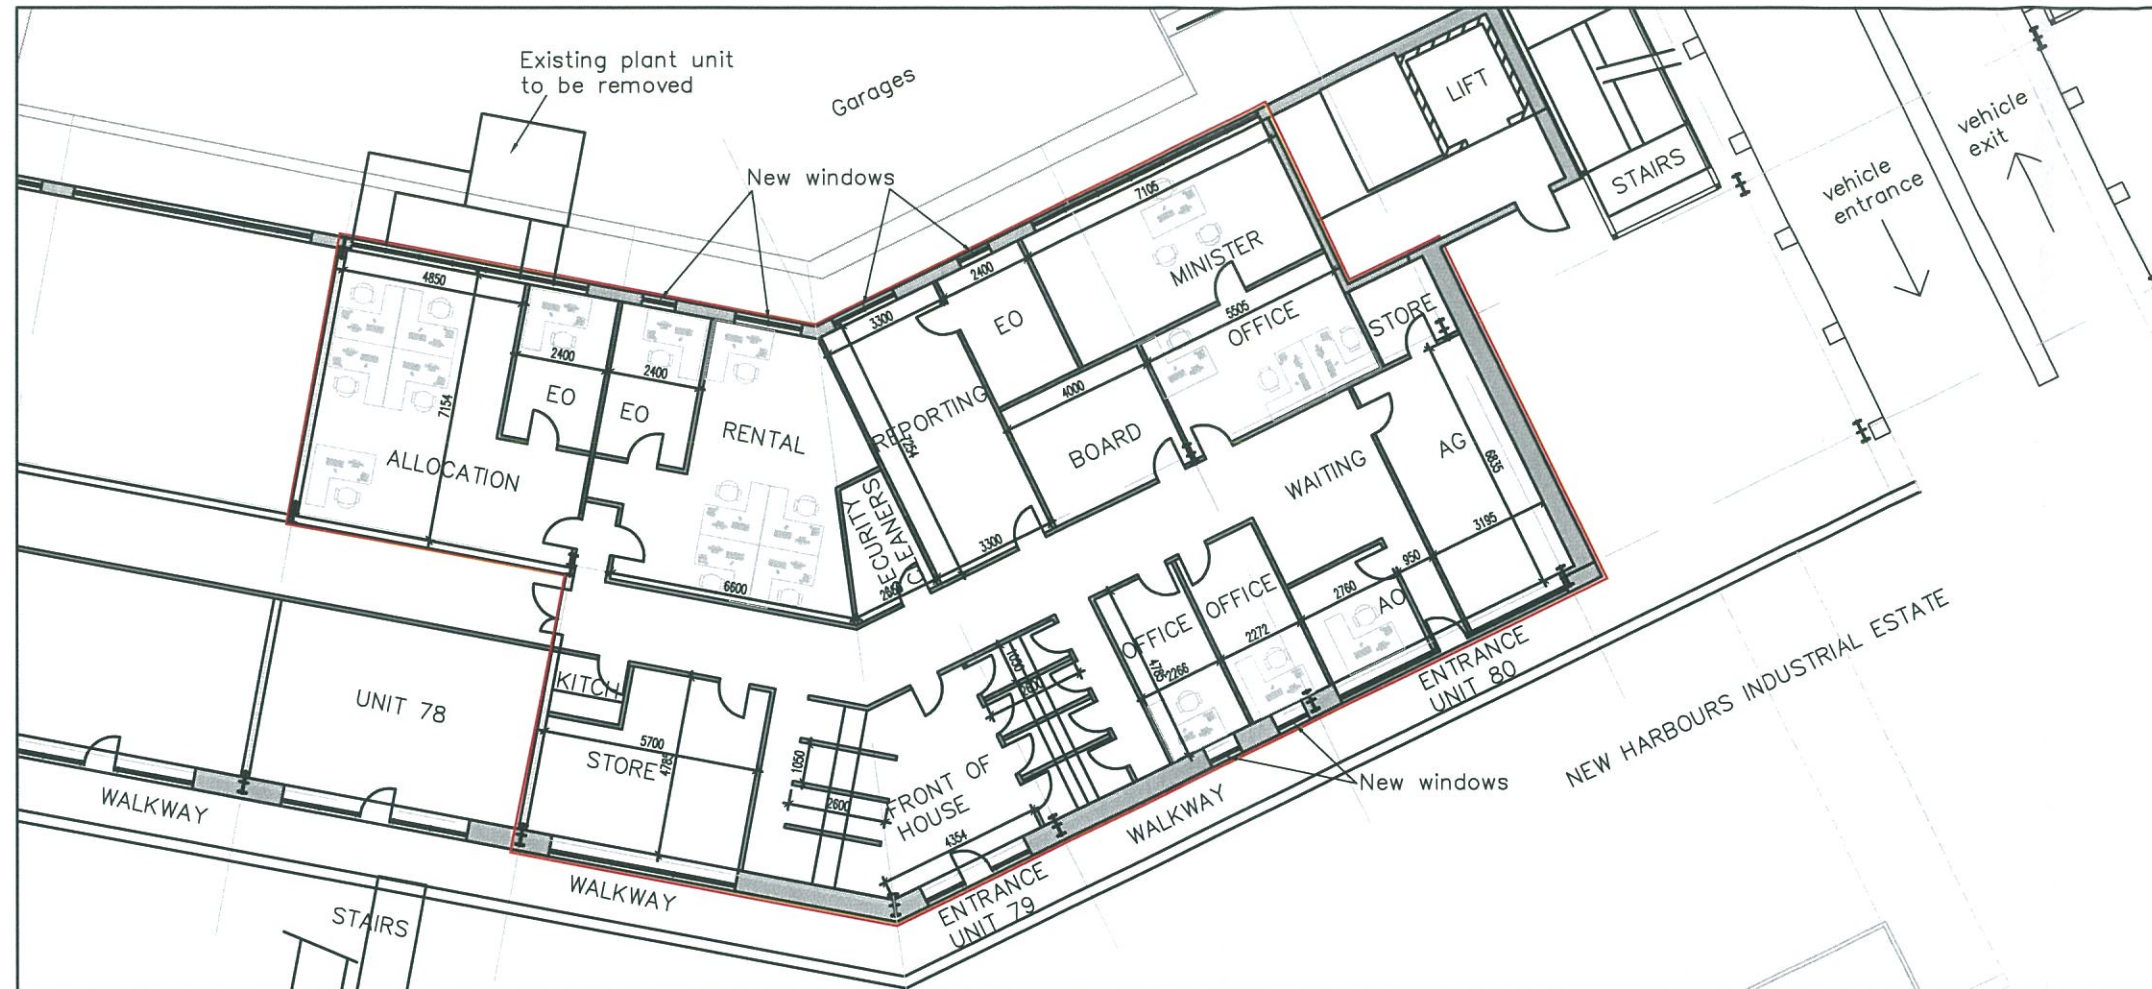 Existing plant unit
to be removed
Garages
New windows
LIFT
STAIRS
vehicle
exit
vehicle
entrance
7105
MINISTER
2400
EO
3300
5505
OFFICE
STORE
4850
2400
EO
2400
EO
RENTAL
7154
ALLOCATION
REPORTING
7254
4000
BOARD
WAITING
AG
6835
3195
950
SECURITY
CLEANERS
3300
6600
OFFICE
OFFICE
2760
AO
2272
2266
ENTRANCE
UNIT 80
NEW HARBOURS INDUSTRIAL ESTATE
UNIT 78
KITCH
5700
STORE
4785
1050
1050
2600
FRONT OF
HOUSE
4354
New windows
WALKWAY
WALKWAY
WALKWAY
ENTRANCE
UNIT 79
STAIRS